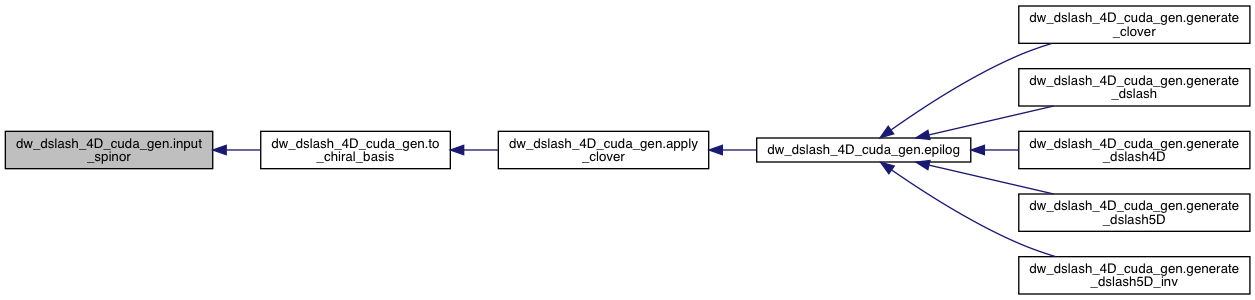 dw_dslash_4D_cuda_gen.input
_spinor
dw_dslash_4D_cuda_gen.to
_chiral_basis
dw_dslash_4D_cuda_gen.apply
_clover
dw_dslash_4D_cuda_gen.epilog
dw_dslash_4D_cuda_gen.generate
_clover
dw_dslash_4D_cuda_gen.generate
_dslash
dw_dslash_4D_cuda_gen.generate
_dslash4D
dw_dslash_4D_cuda_gen.generate
_dslash5D
dw_dslash_4D_cuda_gen.generate
_dslash5D_inv